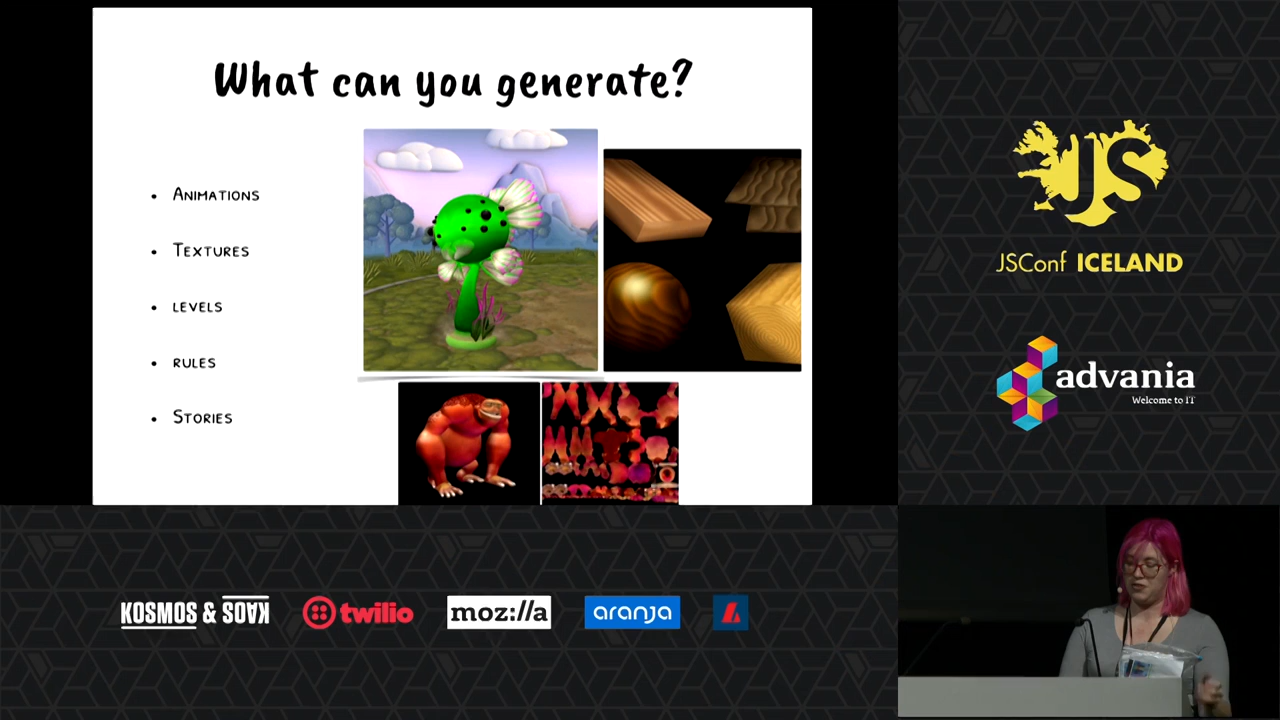 What can you generate?
• Animations
• Textures
• levels
• rules
• Stories
JS
JSConf ICELAND
advania
Welcome to IT
KOSMOS & KAOS
twilio
moz://a
aranja